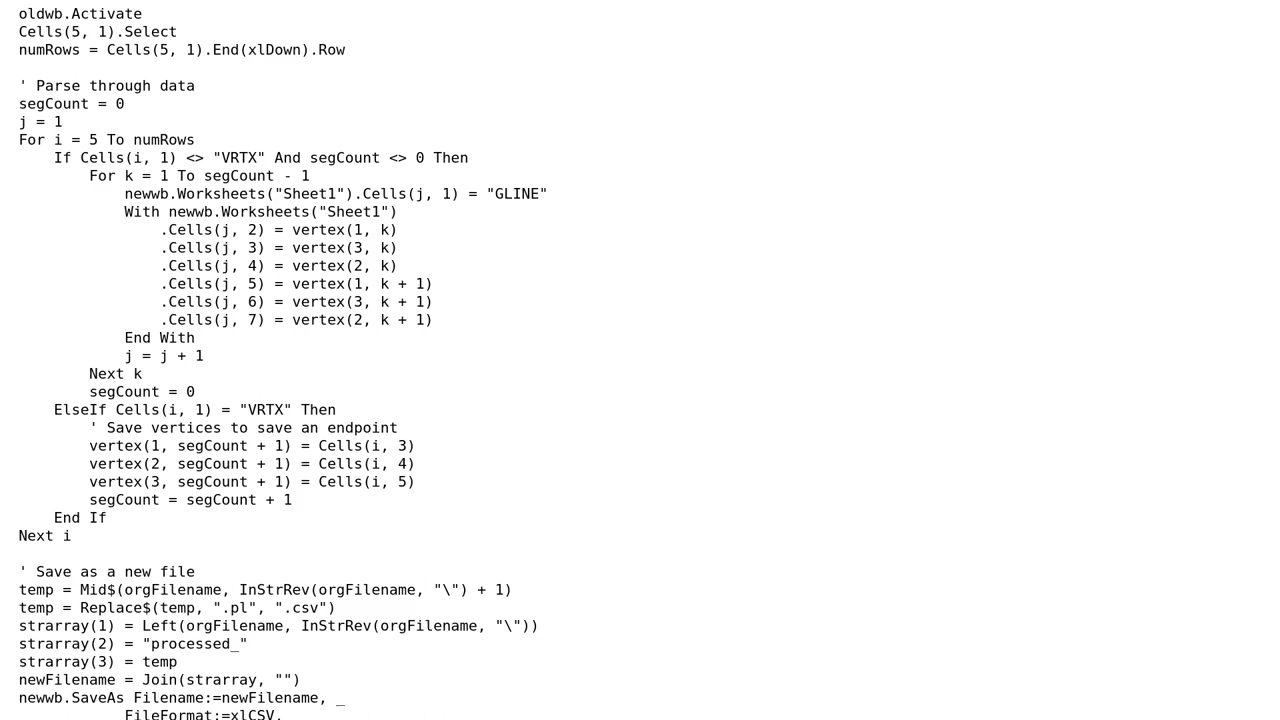 oldwb.Activate
Cells(5, 1).Select
numRows = Cells(5, 1).End(xlDown).Row

' Parse through data
segCount = 0
j = 1
For i = 5 To numRows
    If Cells(i, 1) <> "VRTX" And segCount <> 0 Then
        For k = 1 To segCount - 1
            newwb.Worksheets("Sheet1").Cells(j, 1) = "GLINE"
            With newwb.Worksheets("Sheet1")
                .Cells(j, 2) = vertex(1, k)
                .Cells(j, 3) = vertex(3, k)
                .Cells(j, 4) = vertex(2, k)
                .Cells(j, 5) = vertex(1, k + 1)
                .Cells(j, 6) = vertex(3, k + 1)
                .Cells(j, 7) = vertex(2, k + 1)
            End With
            j = j + 1
        Next k
        segCount = 0
    ElseIf Cells(i, 1) = "VRTX" Then
        ' Save vertices to save an endpoint
        vertex(1, segCount + 1) = Cells(i, 3)
        vertex(2, segCount + 1) = Cells(i, 4)
        vertex(3, segCount + 1) = Cells(i, 5)
        segCount = segCount + 1
    End If
Next i

' Save as a new file
temp = Mid$(orgFilename, InStrRev(orgFilename, "\") + 1)
temp = Replace$(temp, ".pl", ".csv")
strarray(1) = Left(orgFilename, InStrRev(orgFilename, "\"))
strarray(2) = "processed_"
strarray(3) = temp
newFilename = Join(strarray, "")
newwb.SaveAs Filename:=newFilename, _
            FileFormat:=xlCSV,